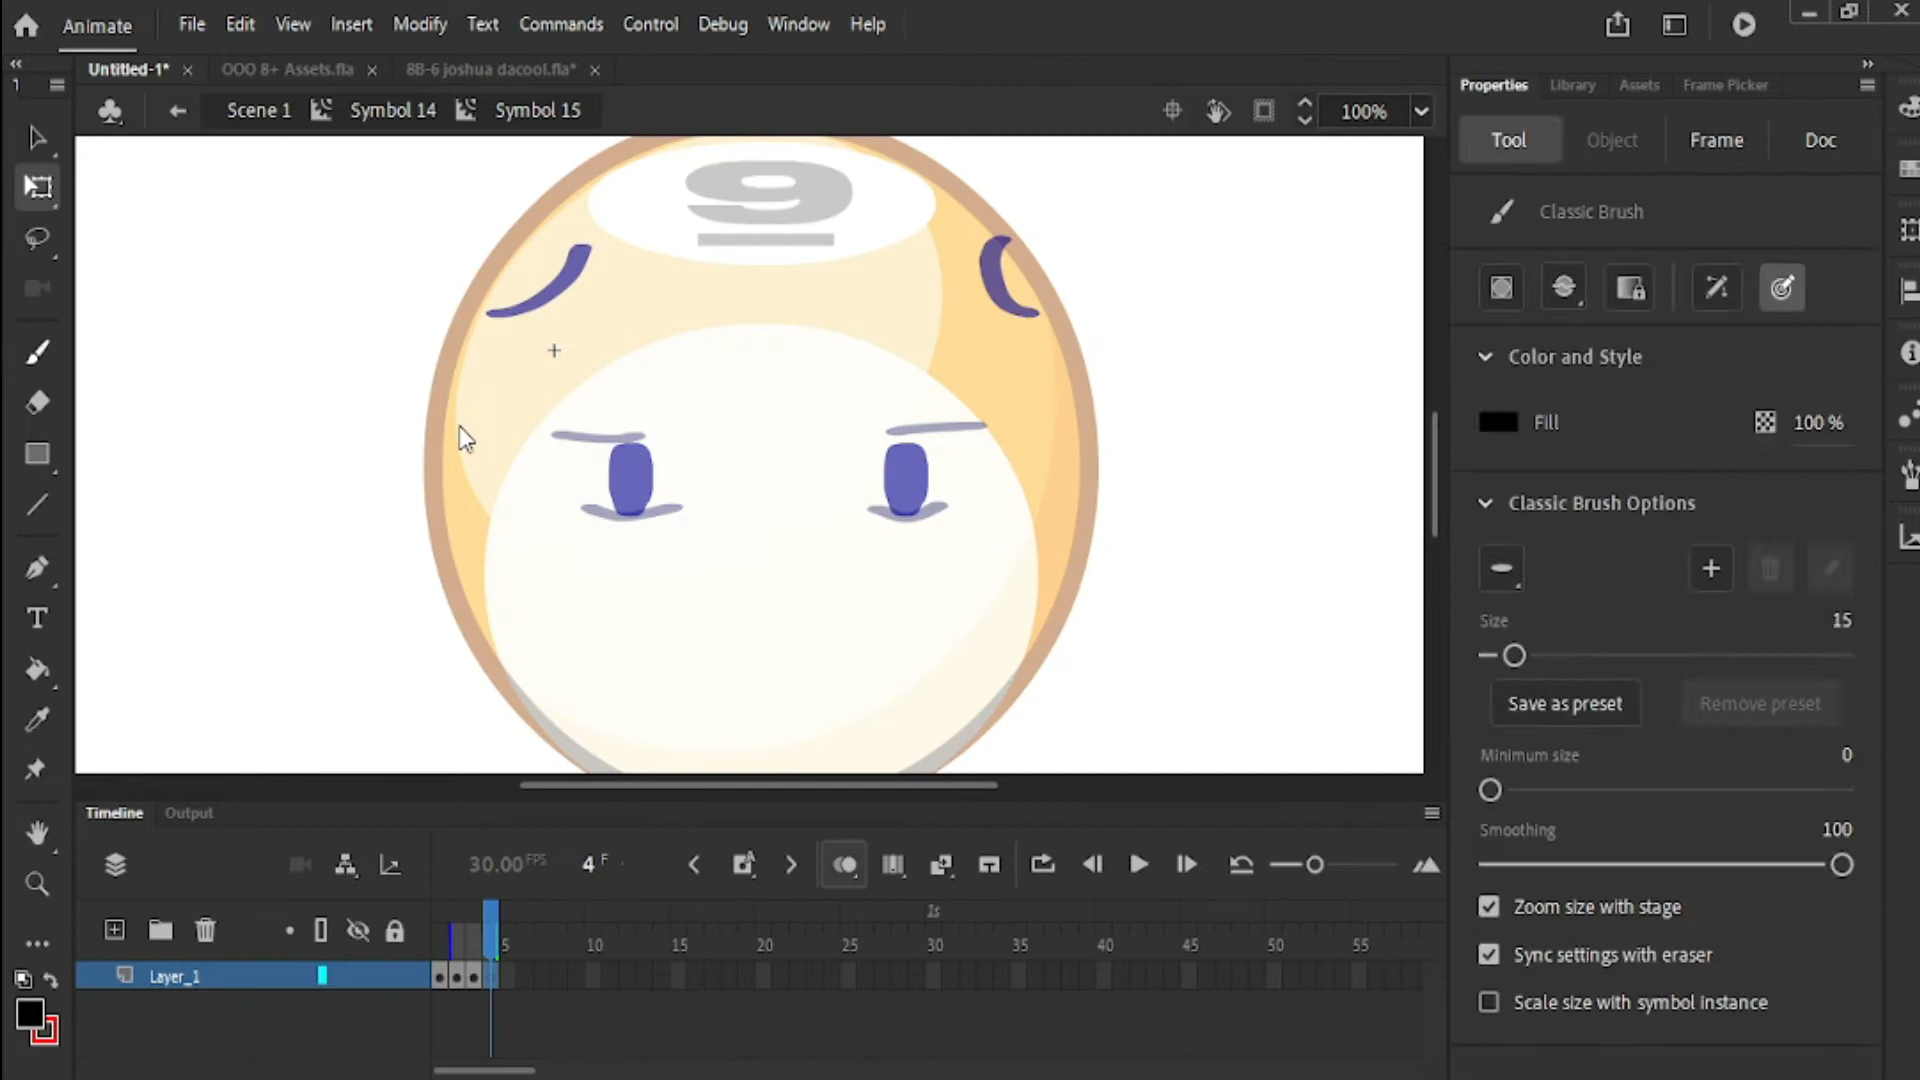 Animate File Edit View Insert Modify Text Commands Control Debug Window Help
Untitled-1* OOO 8+ Assets.fla 8B-6 joshua dacool.fla*
Scene 1 Symbol 14 Symbol 15 100%
9
Properties Library Assets Frame Picker
Tool Object Frame Doc
Classic Brush
Color and Style
Fill 100 %
Classic Brush Options
Size 15
Save as preset Remove preset
Minimum size 0
Smoothing 100
Zoom size with stage
Sync settings with eraser
Scale size with symbol instance
Timeline Output
30.00 FPS 4 F
1s
5 10 15 20 25 30 35 40 45 50 55
Layer_1